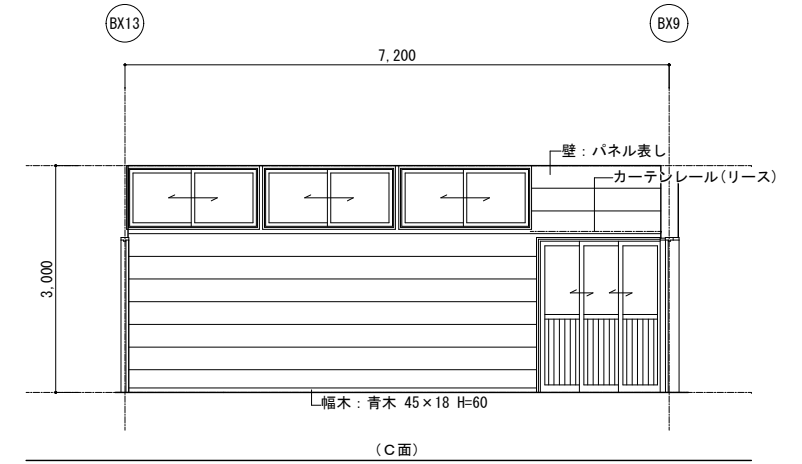 BX13
BX9
7,200
壁：パネル表し
カーテンレール(リース)
3,000
幅木：青木 45×18 H=60
(C面)